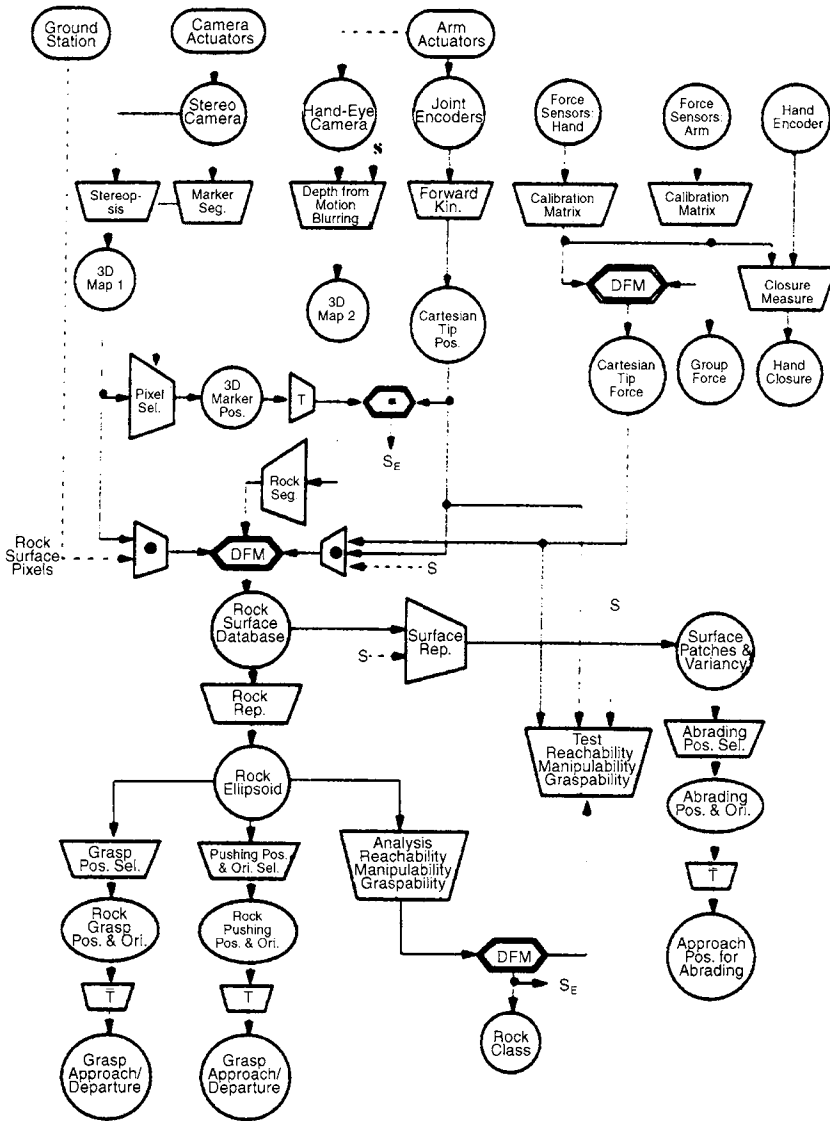 Ground
Station
Camera
Actuators
Arm
Actuators
Stereo
Camera
Hand-Eye
Camera
Joint
Encoders
Force
Sensors:
Hand
Force
Sensors:
Arm
Hand
Encoder
Stereop-
sis
Marker
Seg.
Depth from
Motion
Blurring
Forward
Kin.
Calibration
Matrix
Calibration
Matrix
3D
Map 1
3D
Map 2
Cartesian
Tip
Pos.
DFM
Closure
Measure
Cartesian
Tip
Force
Group
Force
Hand
Closure
Pixel
Sel.
3D
Marker
Pos.
T
S_E
Rock
Seg.
Rock
Surface
Pixels
DFM
S
Rock
Surface
Database
S
Surface
Rep.
S
Surface
Patches &
Variancy
Rock
Rep.
Test
Reachability
Manipulability
Graspability
Abrading
Pos. Sel.
Rock
Ellipsoid
Abrading
Pos. & Ori.
Grasp
Pos. Sel.
Pushing Pos.
& Ori. Sel.
Analysis
Reachability
Manipulability
Graspability
T
Rock
Grasp
Pos. & Ori.
Rock
Pushing
Pos. & Ori.
DFM
Approach
Pos. for
Abrading
T
T
S_E
Rock
Class
Grasp
Approach/
Departure
Grasp
Approach/
Departure